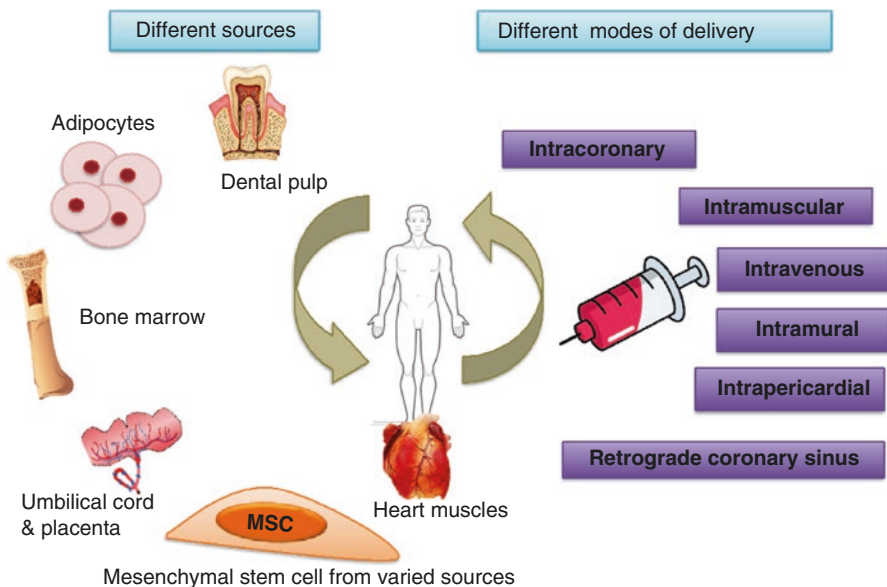 Different sources
Different modes of delivery
Adipocytes
Dental pulp
Bone marrow
Umbilical cord
& placenta
MSC
Heart muscles
Mesenchymal stem cell from varied sources
Intracoronary
Intramuscular
Intravenous
Intramural
Intrapericardial
Retrograde coronary sinus